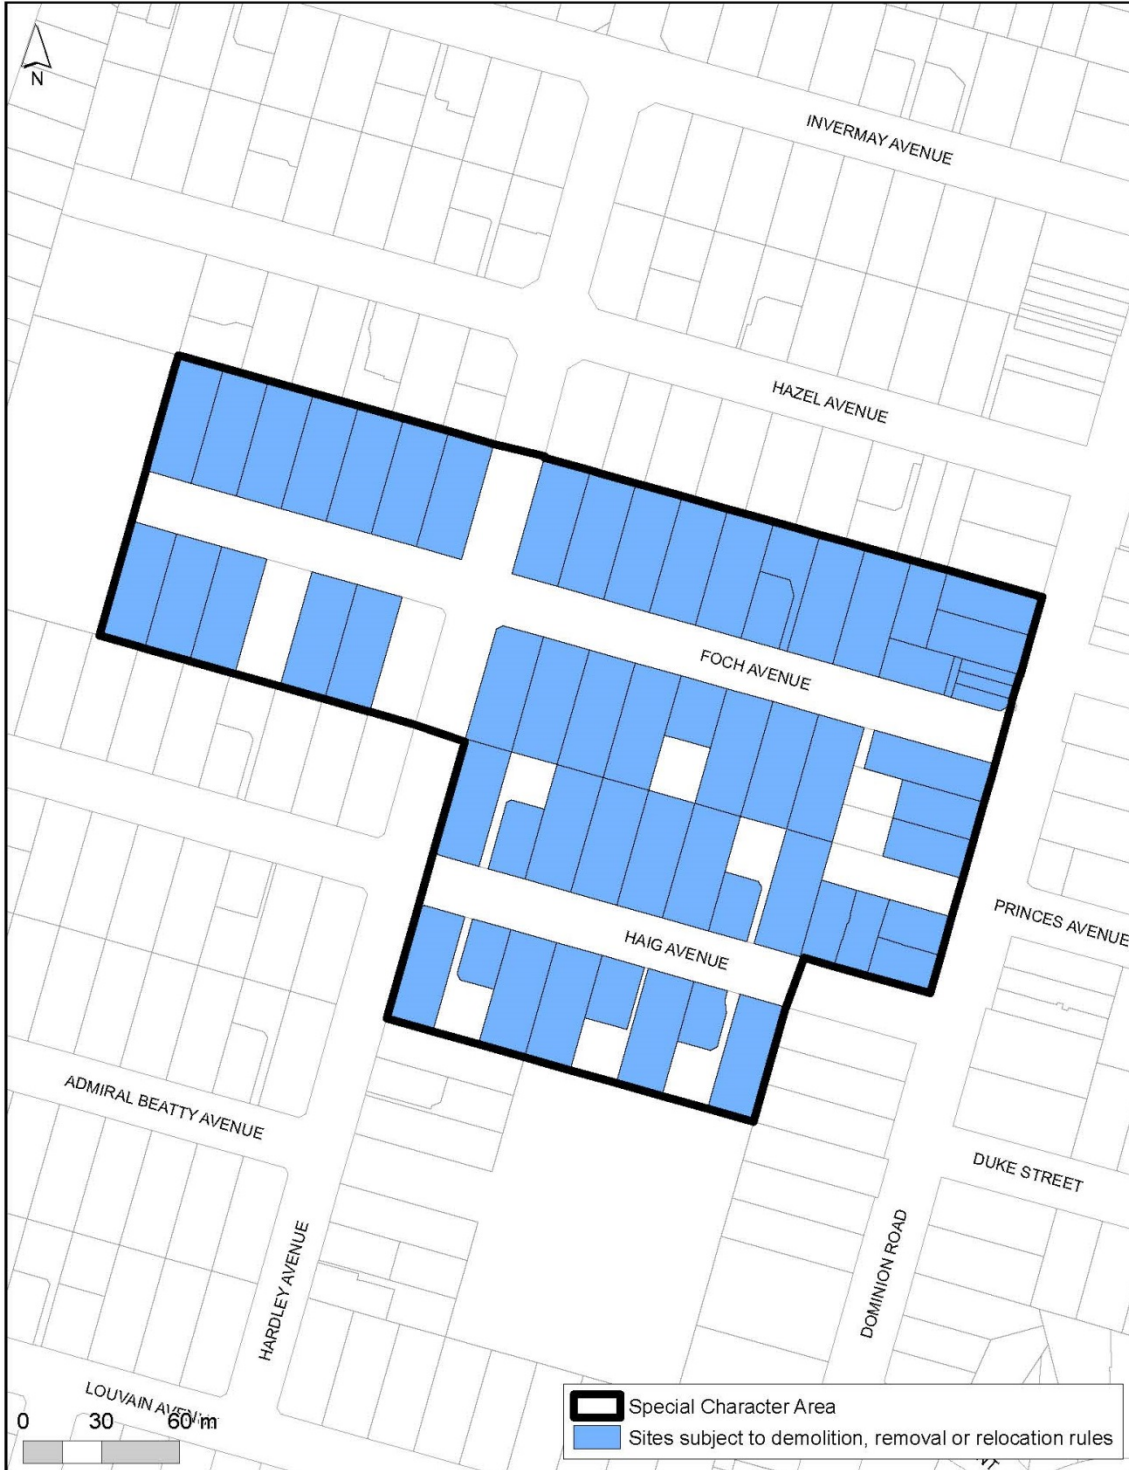 N
INVERMAY AVENUE
HAZEL AVENUE
FOCH AVENUE
PRINCES AVENUE
HAIG AVENUE
ADMIRAL BEATTY AVENUE
DUKE STREET
DOMINION ROAD
HARDLEY AVENUE
LOUVAIN
0 30 60 m
Special Character Area
Sites subject to demolition, removal or relocation rules